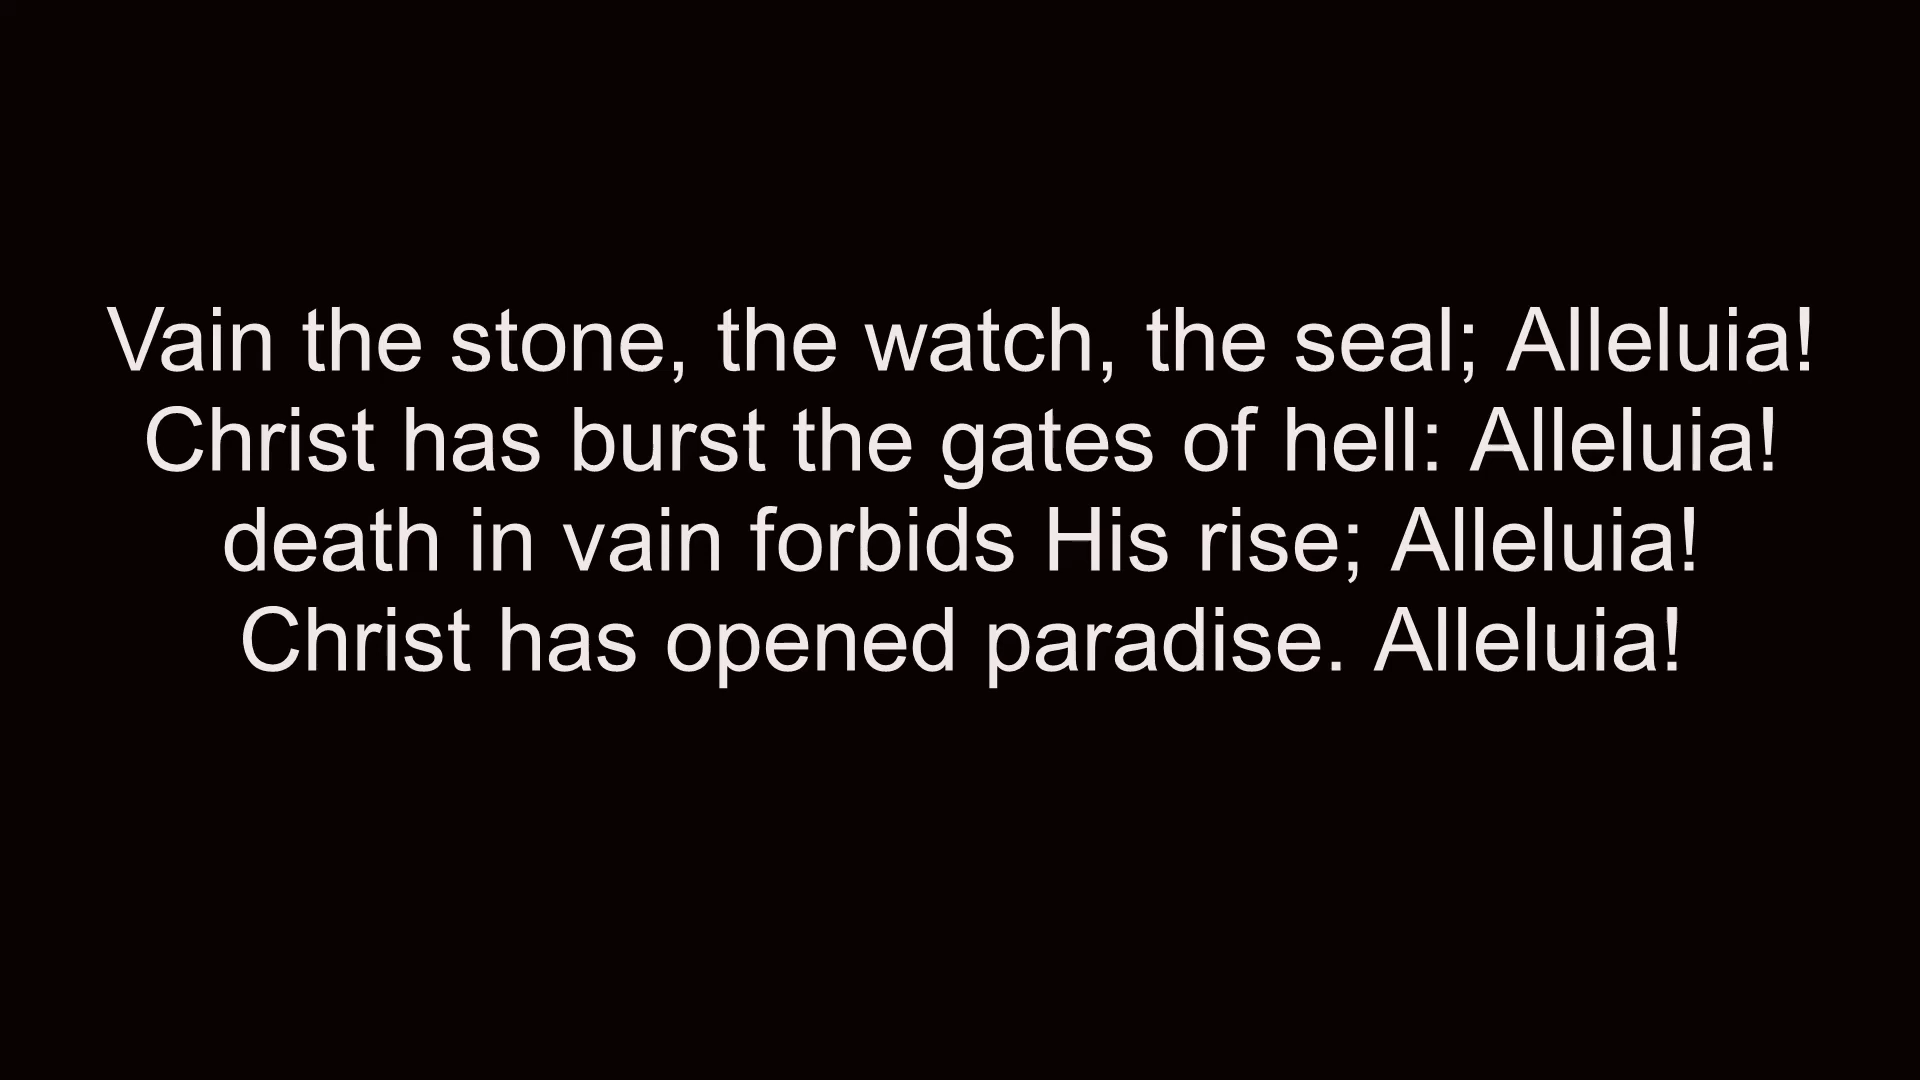 Vain the stone, the watch, the seal; Alleluia!
Christ has burst the gates of hell: Alleluia!
death in vain forbids His rise; Alleluia!
Christ has opened paradise. Alleluia!